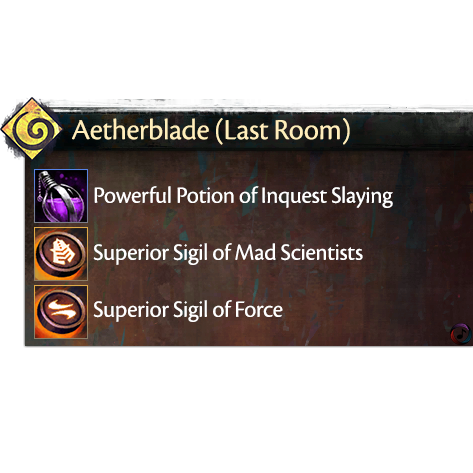 Aetherblade (Last Room)
Powerful Potion of Inquest Slaying
Superior Sigil of Mad Scientists
Superior Sigil of Force